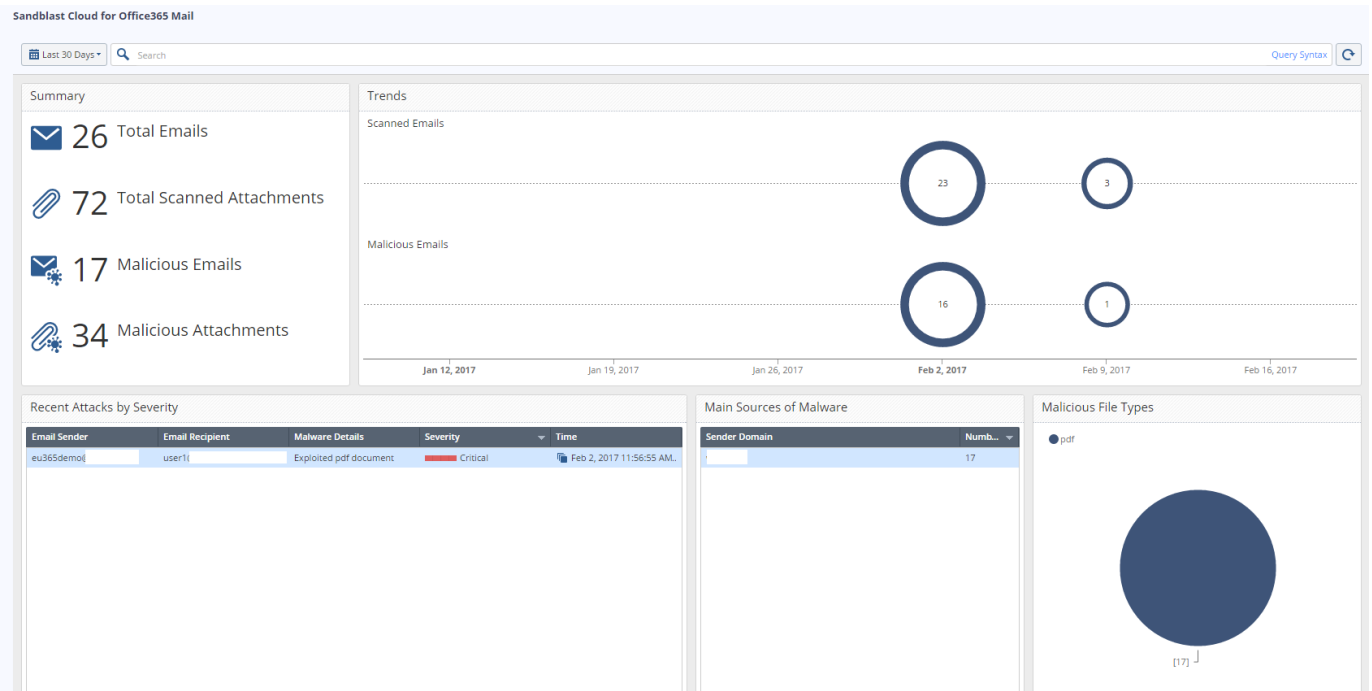 Sandblast Cloud for Office365 Mail
Last 30 Days
Search
Query Syntax
Summary
26 Total Emails
72 Total Scanned Attachments
17 Malicious Emails
34 Malicious Attachments
Trends
Scanned Emails
23
3
Malicious Emails
16
1
Jan 12, 2017 Jan 19, 2017 Jan 26, 2017 Feb 2, 2017 Feb 9, 2017 Feb 16, 2017
Recent Attacks by Severity
Email Sender Email Recipient Malware Details Severity Time
eu365demo user1 Exploited pdf document Critical Feb 2, 2017 11:56:55 AM..
Main Sources of Malware
Sender Domain Numb...
17
Malicious File Types
pdf
[17]